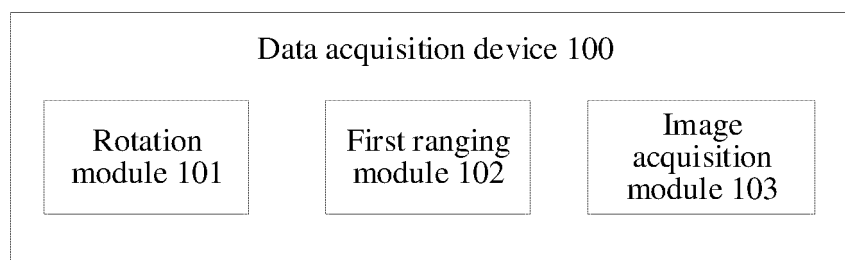 Data acquisition device 100
Rotation
module 101
First ranging
module 102
Image
acquisition
module 103